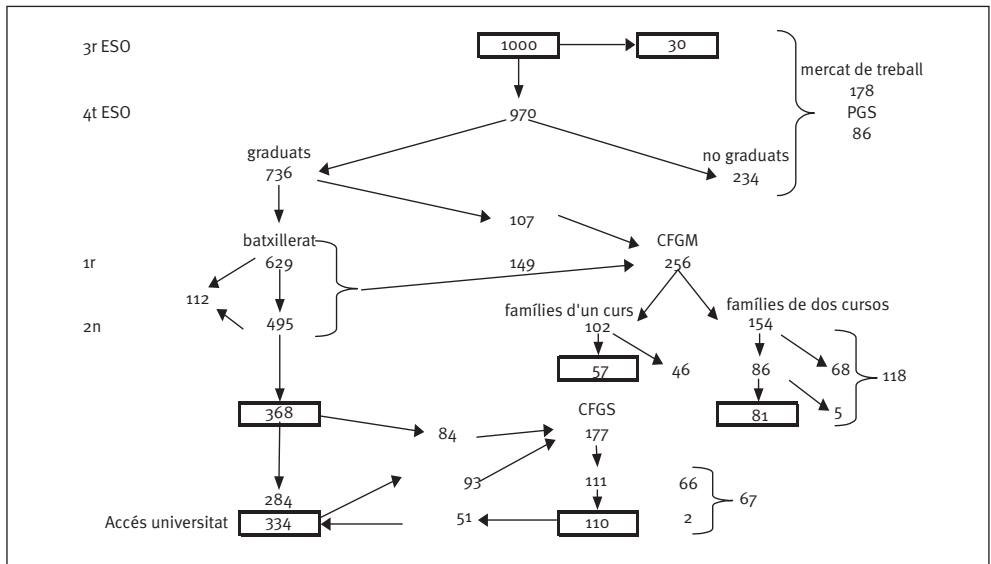 3r ESO 1000 30
mercat de treball
178
4t ESO 970 PGS
86
graduats no graduats
736 234
107
batxillerat CFGM
1r 629 149 256
112
famílies d'un curs famílies de dos cursos
2n 495 102 154
57 46 86 68 118
368 CFGS 81 5
84 177
93 111 66
67
284
Accés universitat 334 51 110 2